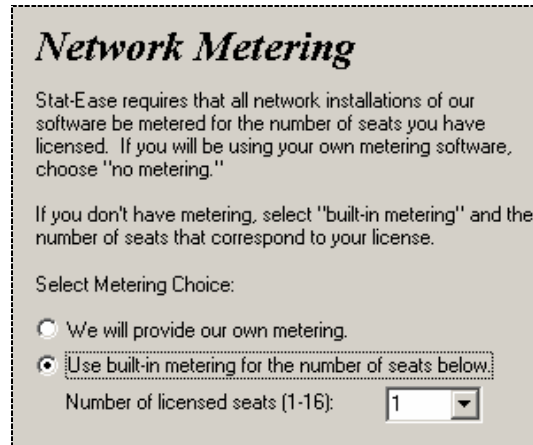 Network Metering
Stat-Ease requires that all network installations of our
software be metered for the number of seats you have
licensed.  If you will be using your own metering software,
choose "no metering."
If you don't have metering, select "built-in metering" and the
number of seats that correspond to your license.
Select Metering Choice:
We will provide our own metering.
Use built-in metering for the number of seats below.
Number of licensed seats (1-16): 1